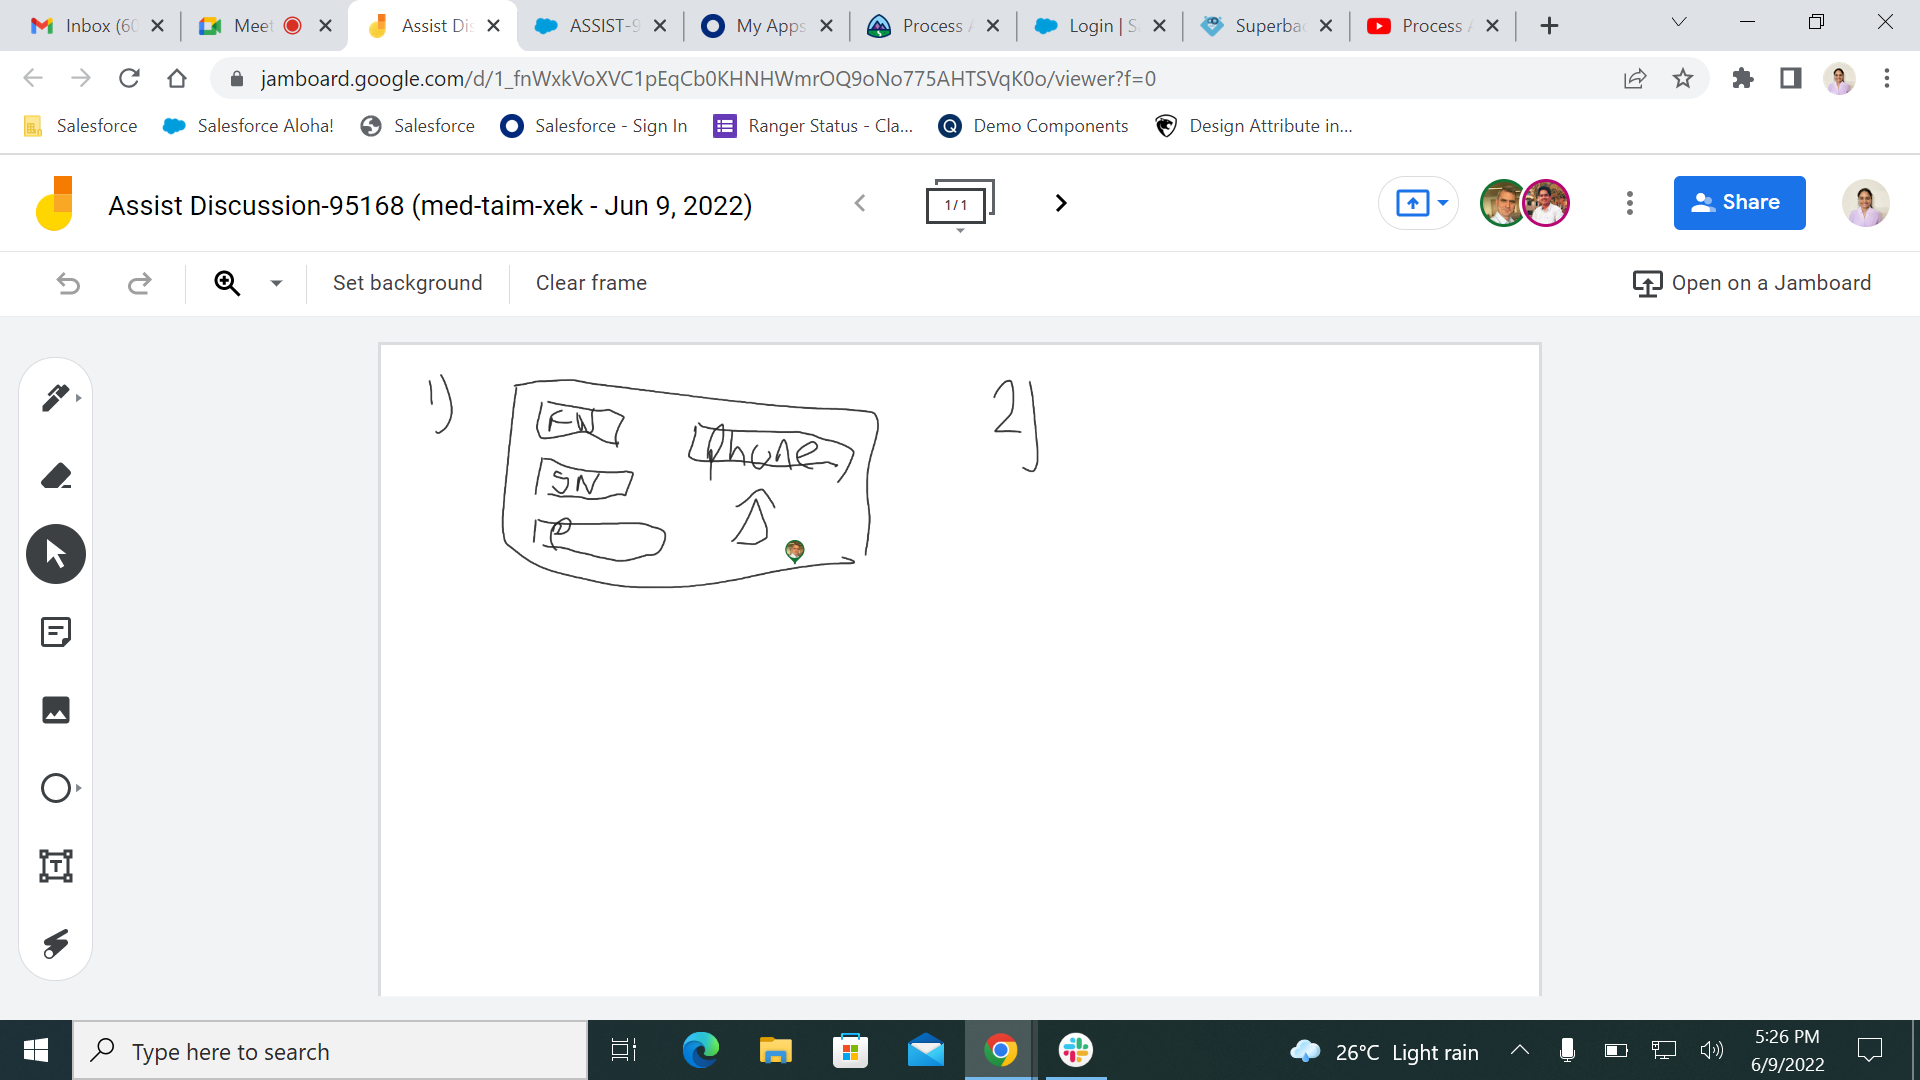 Inbox (60
Meet
Assist Dis
ASSIST-9
My Apps
Process A
Login | S
Superbac
Process A
jamboard.google.com/d/1_fnWxkVoXVC1pEqCb0KHNHWmrOQ9oNo775AHTSVqK0o/viewer?f=0
Salesforce
Salesforce Aloha!
Salesforce
Salesforce - Sign In
Ranger Status - Cla...
Demo Components
Design Attribute in...
Assist Discussion-95168 (med-taim-xek - Jun 9, 2022)
1/1
Share
Set background
Clear frame
Open on a Jamboard
1)
FN
SN
P
Phone
2)
Type here to search
26°C Light rain
5:26 PM
6/9/2022